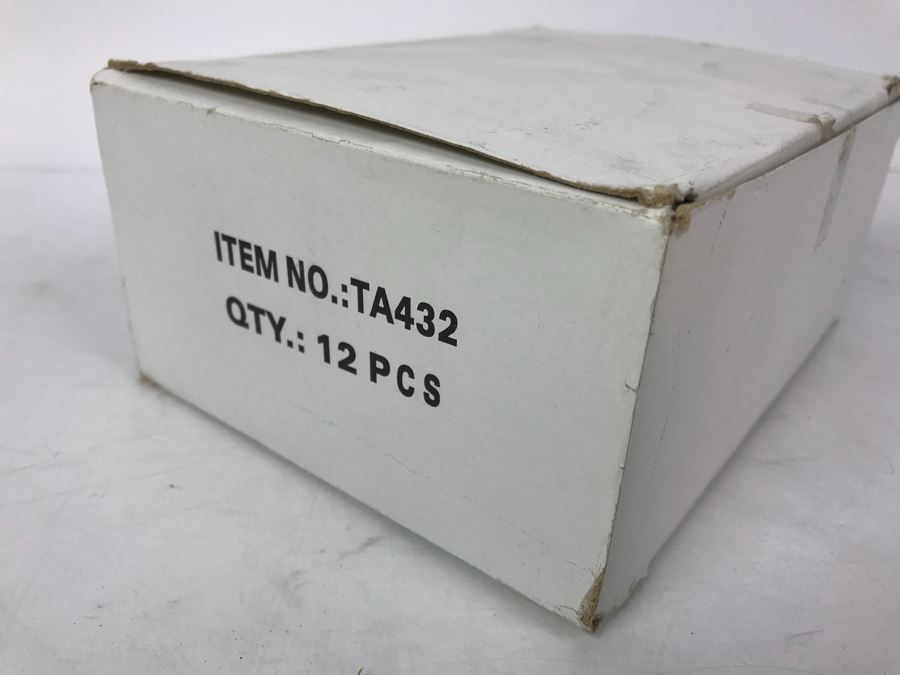 ITEM NO.:TA432
QTY.: 12 PCS